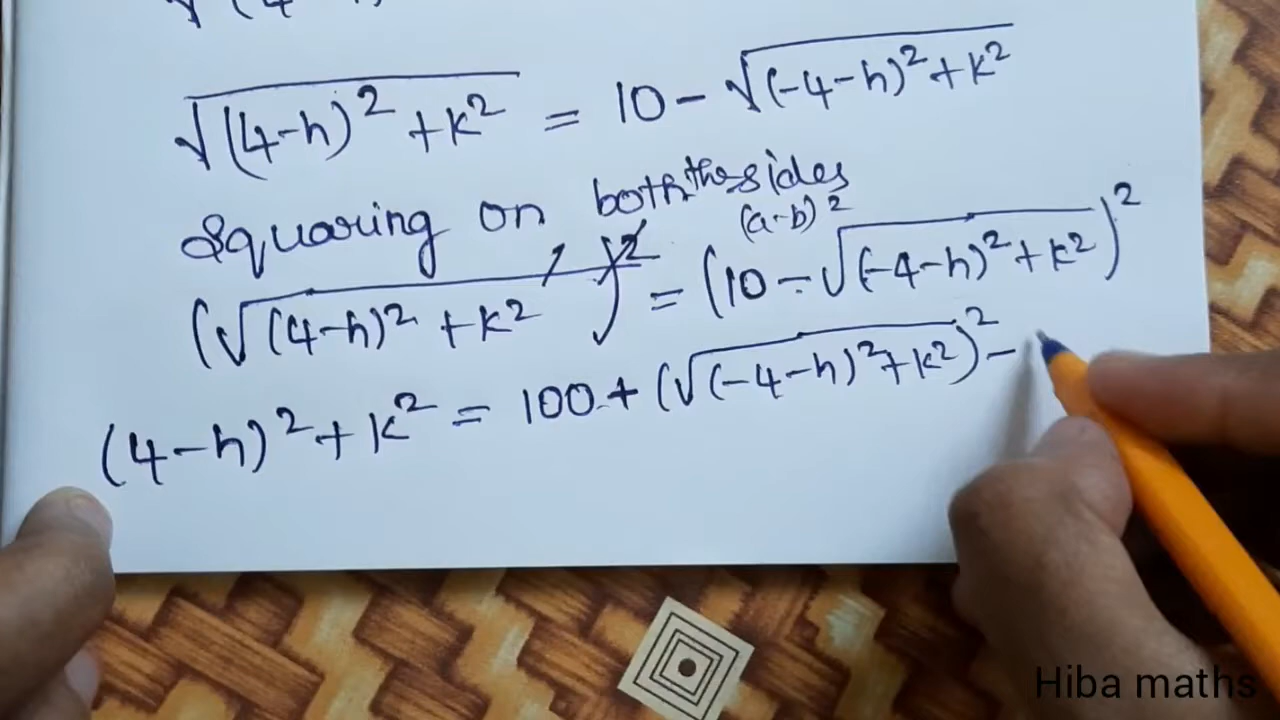 √(4
√((4-h)² + k²) = 10 - √((-4-h)² + k²)
Squaring on both the sides
(a-b)²
(√((4-h)² + k²))² = (10 - √((-4-h)² + k²))²
(4-h)² + k² = 100 + (√((-4-h)² + k²))² -
Hiba maths